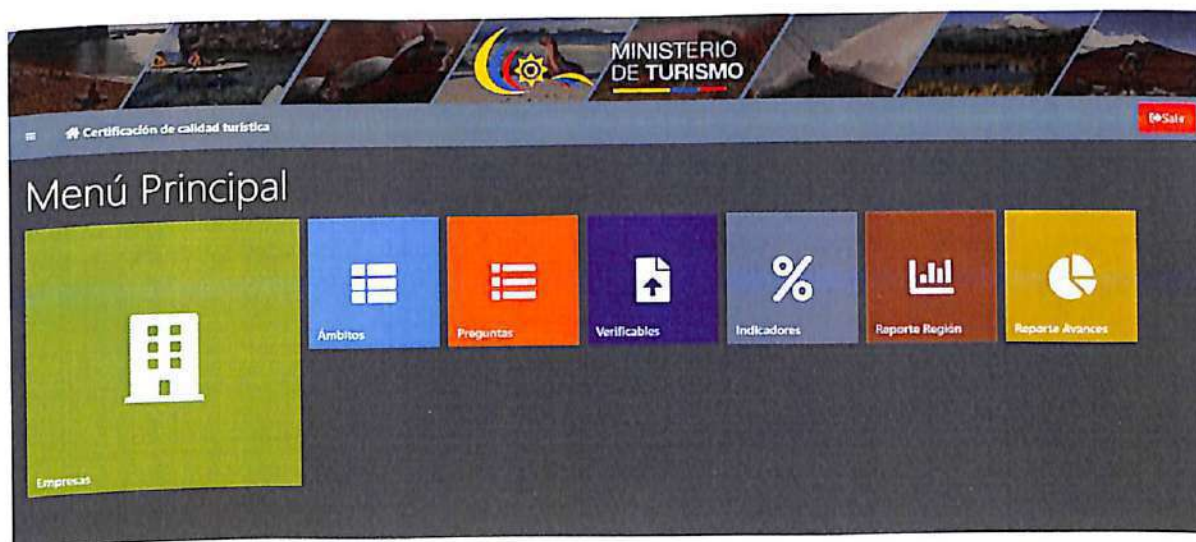 MINISTERIO
DE TURISMO
Certificación de calidad turística
Salir
Menú Principal
Empresas
Ámbitos
Preguntas
Verificables
Indicadores
Reporte Región
Reporte Avances